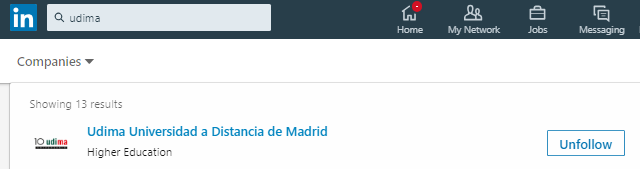 in
udima
Home
My Network
Jobs
Messaging
Companies
Showing 13 results
10 udima
Udima Universidad a Distancia de Madrid
Higher Education
Unfollow